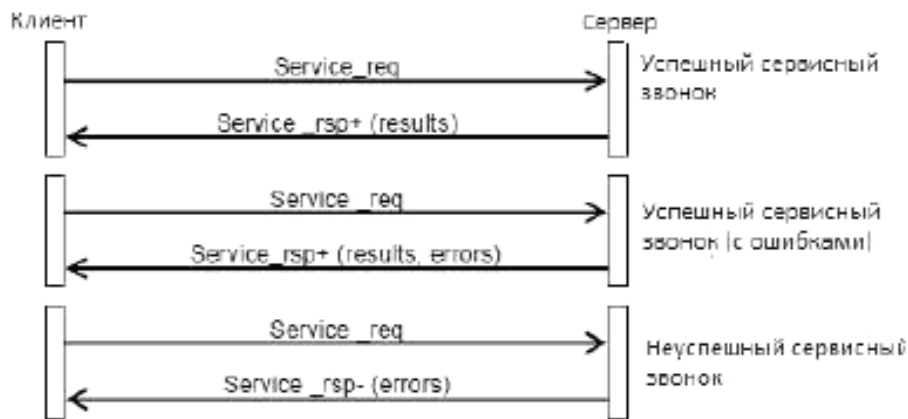 Клиент
Сервер
Service_req
Успешный сервисный
звонок
Service _rsp+ (results)
Service _req
Успешный сервисный
звонок (с ошибками)
Service_rsp+ (results, errors)
Service _req
Неуспешный сервисный
звонок
Service _rsp- (errors)